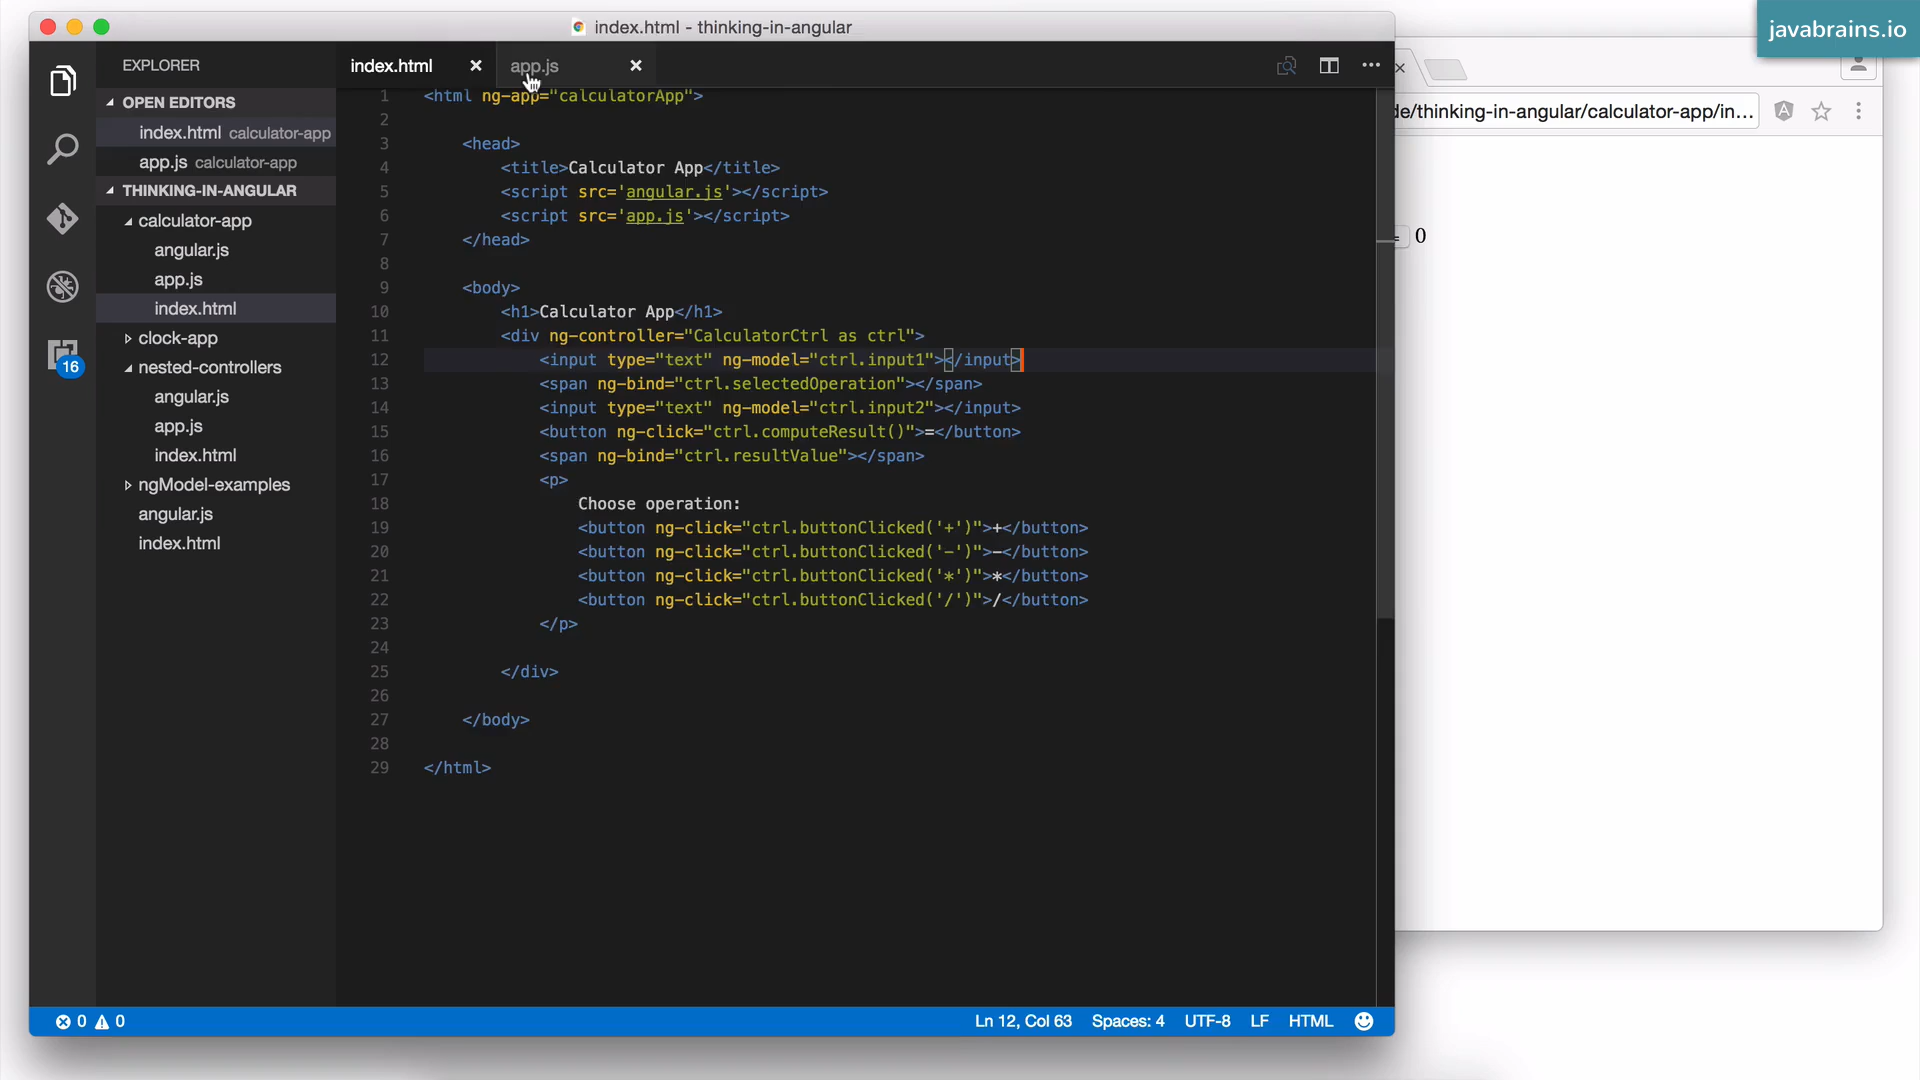 index.html - thinking-in-angular
javabrains.io
EXPLORER
index.html
app.js
OPEN EDITORS
index.html calculator-app
app.js calculator-app
THINKING-IN-ANGULAR
calculator-app
angular.js
app.js
index.html
clock-app
nested-controllers
angular.js
app.js
index.html
ngModel-examples
angular.js
index.html
16
1 <html ng-app="calculatorApp">
2
3 <head>
4 <title>Calculator App</title>
5 <script src='angular.js'></script>
6 <script src='app.js'></script>
7 </head>
8
9 <body>
10 <h1>Calculator App</h1>
11 <div ng-controller="CalculatorCtrl as ctrl">
12 <input type="text" ng-model="ctrl.input1"></input>
13 <span ng-bind="ctrl.selectedOperation"></span>
14 <input type="text" ng-model="ctrl.input2"></input>
15 <button ng-click="ctrl.computeResult()">=</button>
16 <span ng-bind="ctrl.resultValue"></span>
17 <p>
18 Choose operation:
19 <button ng-click="ctrl.buttonClicked('+')">+</button>
20 <button ng-click="ctrl.buttonClicked('-')">-</button>
21 <button ng-click="ctrl.buttonClicked('*')">*</button>
22 <button ng-click="ctrl.buttonClicked('/')">/</button>
23 </p>
24
25 </div>
26
27 </body>
28
29 </html>
de/thinking-in-angular/calculator-app/in...
= 0
0 0
Ln 12, Col 63 Spaces: 4 UTF-8 LF HTML